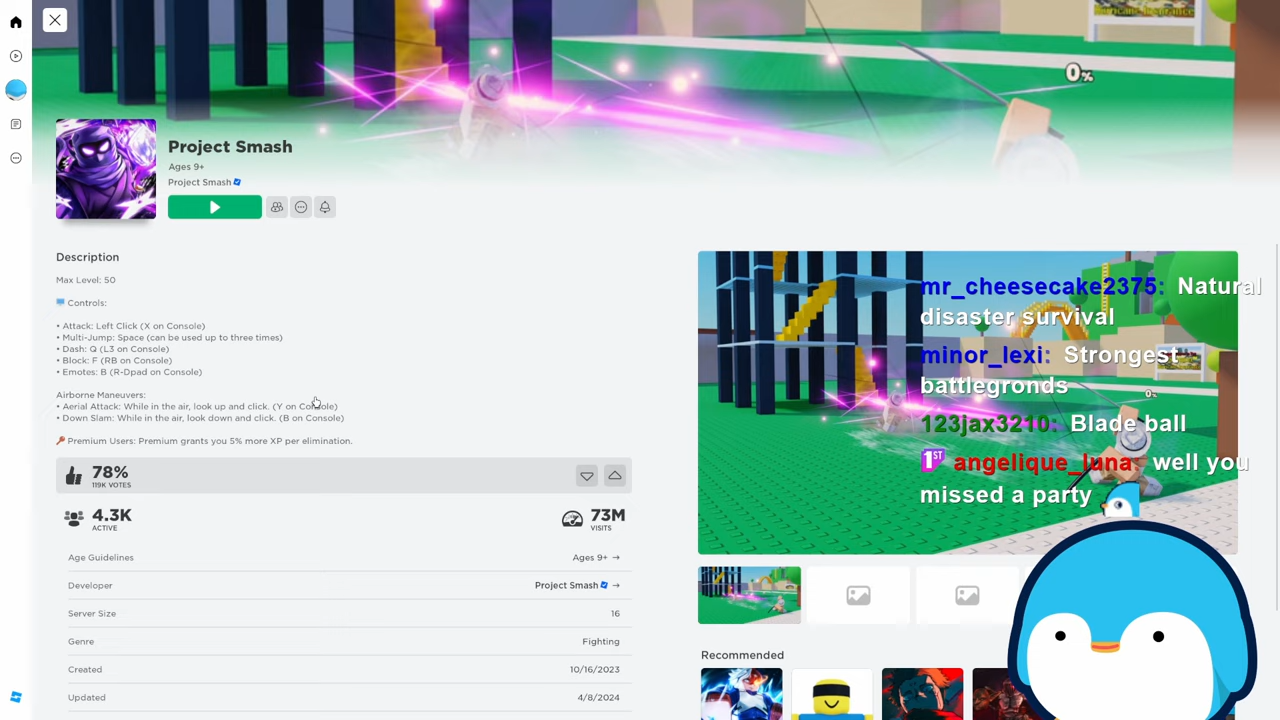 Hurricane Insurance
0%
Project Smash
Ages 9+
Project Smash
Description
Max Level: 50
Controls:
• Attack: Left Click (X on Console)
• Multi-Jump: Space (can be used up to three times)
• Dash: Q (L3 on Console)
• Block: F (RB on Console)
• Emotes: B (R-Dpad on Console)
Airborne Maneuvers:
• Aerial Attack: While in the air, look up and click. (Y on Console)
• Down Slam: While in the air, look down and click. (B on Console)
Premium Users: Premium grants you 5% more XP per elimination.
78%
119K VOTES
4.3K
ACTIVE
73M
VISITS
Age Guidelines
Ages 9+ →
Developer
Project Smash →
Server Size
16
Genre
Fighting
Created
10/16/2023
Updated
4/8/2024
mr_cheesecake2375: Natural
disaster survival
minor_lexi: Strongest
battlegronds
0%
123jax3210: Blade ball
1ST angelique_luna: well you
missed a party
Recommended